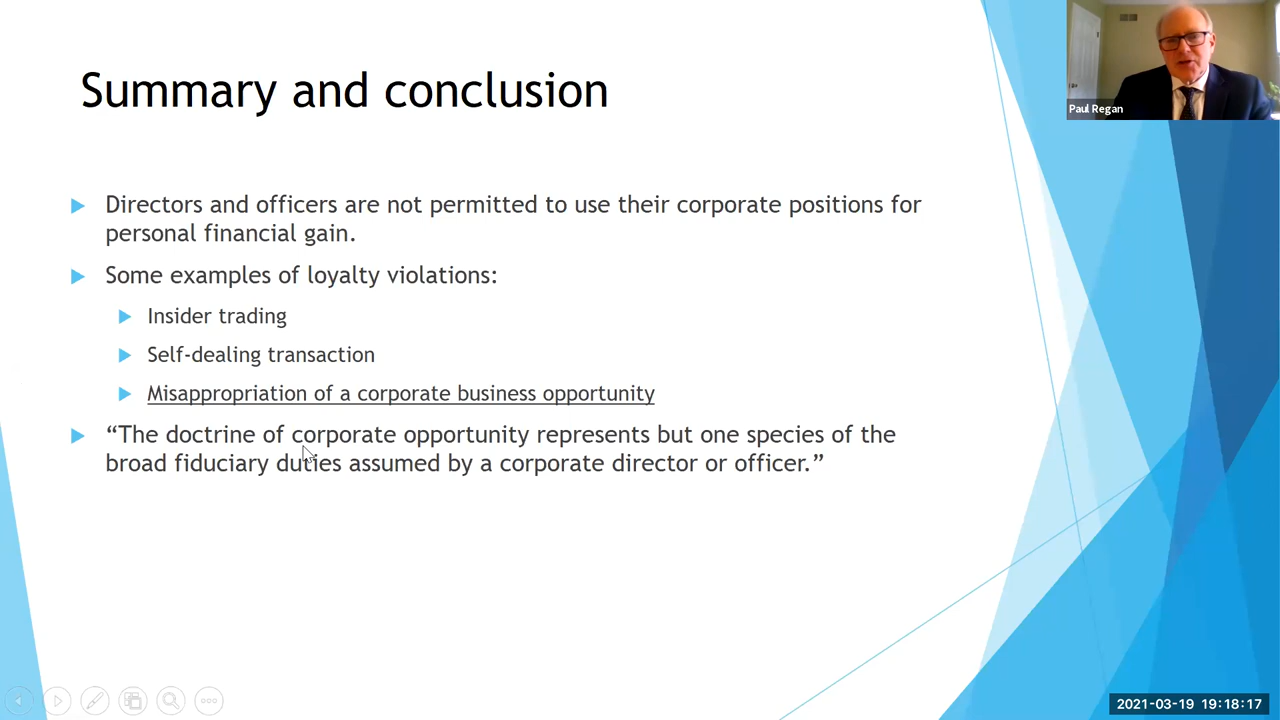 Summary and conclusion
Paul Regan
Directors and officers are not permitted to use their corporate positions for
personal financial gain.
Some examples of loyalty violations:
Insider trading
Self-dealing transaction
Misappropriation of a corporate business opportunity
“The doctrine of corporate opportunity represents but one species of the
broad fiduciary duties assumed by a corporate director or officer.”
2021-03-19 19:18:17